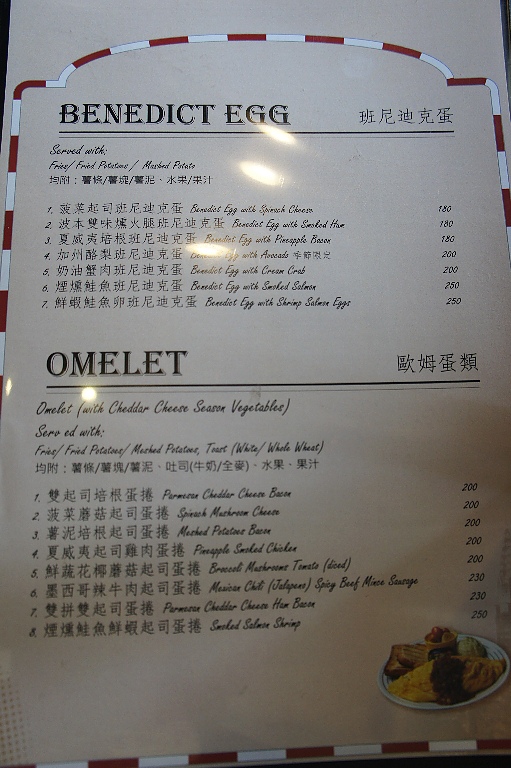 BENEDICT EGG 班尼迪克蛋
Served with:
Fries/ Fried Potatoes / Mashed Potato
均附：薯條/薯塊/薯泥、水果/果汁
1. 菠菜起司班尼迪克蛋 Benedict Egg with Spinach Cheese 180
2. 波本雙味燻火腿班尼迪克蛋 Benedict Egg with Smoked Ham 180
3. 夏威夷培根班尼克蛋 Benedict Egg with Pineapple Bacon 180
4. 加州酪梨班尼迪克蛋 Benedict Egg with Avocado 季節限定 200
5. 奶油蟹肉班尼迪克蛋 Benedict Egg with Cream Crab 200
6. 煙燻鮭魚班尼迪克蛋 Benedict Egg with Smoked Salmon 250
7. 鮮蝦鮭魚卵班尼迪克蛋 Benedict Egg with Shrimp Salmon Eggs 250
OMELET 歐姆蛋類
Omelet (with Cheddar Cheese Season Vegetables)
Serv ed with:
Fries/ Fried Potatoes/ Meshed Potatoes, Toast (White/ Whole Wheat)
均附：薯條/薯塊/薯泥、吐司(牛奶/全麥)、水果、果汁
1. 雙起司培根蛋捲 Parmesan Cheddar Cheese Bacon 200
2. 菠菜蘑菇起司蛋捲 Spinach Mushroom Cheese 200
3. 薯泥培根起司蛋捲 Meshed Potatoes Bacon 200
4. 夏威夷起司雞肉蛋捲 Pineapple Smoked Chicken 200
5. 鮮蔬花椰蘑菇起司蛋捲 Broccoli Mushrooms Tomato (diced) 200
6. 墨西哥辣牛肉起司蛋捲 Mexican Chili (Jalapeno) Spicy Beef Mince Sausage 230
7. 雙拼雙起司蛋捲 Parmesan Cheddar Cheese Ham Bacon 230
8. 煙燻鮭魚鮮蝦起司蛋捲 Smoked Salmon Shrimp 250